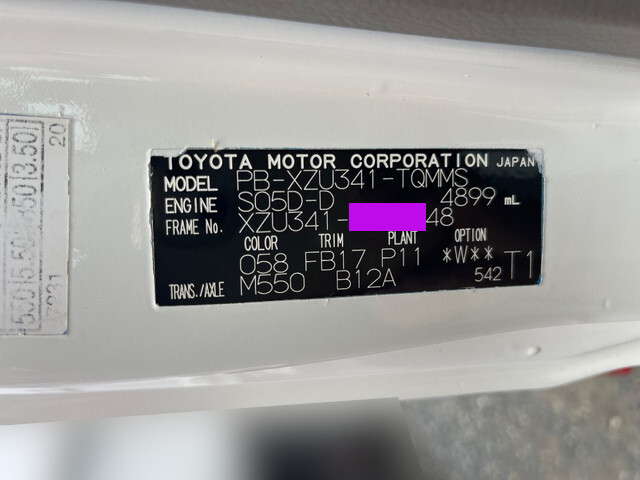 TOYOTA MOTOR CORPORATION JAPAN
MODEL PB-XZU341-TQMMS
ENGINE S05D-D 4899 mL
FRAME No. XZU341- 48
COLOR TRIM PLANT OPTION
058 FB17 P11 *W**
TRANS./AXLE M550 B12A 542 T1
20